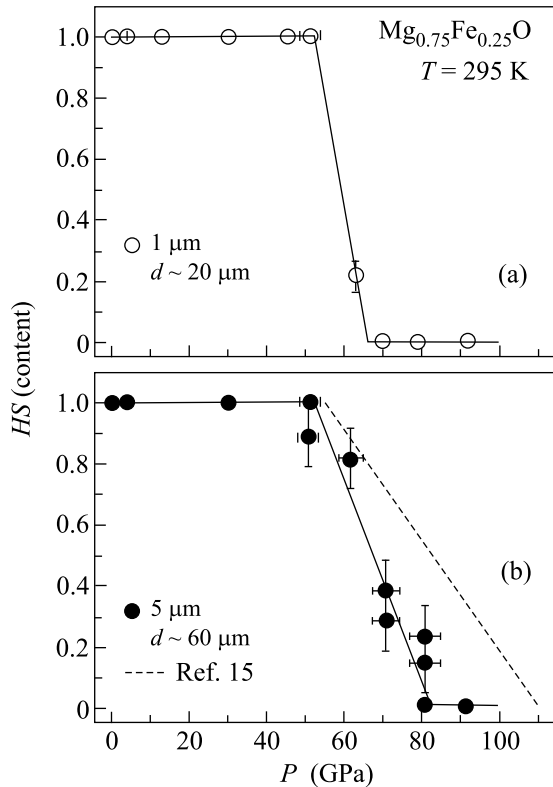 Mg0.75Fe0.25O
T = 295 K
1.0
0.8
0.6
0.4
0.2
0
1 μm
d ~ 20 μm
(a)
HS (content)
1.0
0.8
0.6
0.4
0.2
0
5 μm
d ~ 60 μm
Ref. 15
(b)
0 20 40 60 80 100
P (GPa)